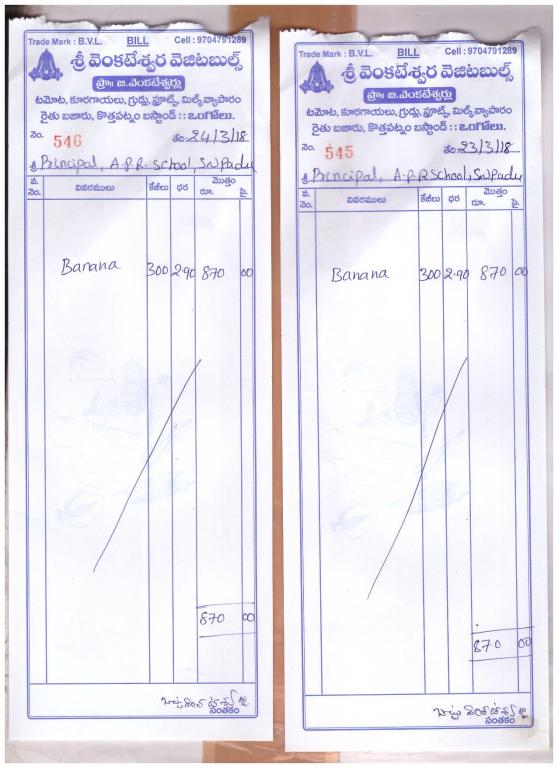 Trade Mark : B.V.L. BILL Cell : 9704791289
శ్రీ వెంకటేశ్వర వెజిటబుల్స్
ప్రొ॥ బి.వెంకటేశ్వర్లు
టమోట, కూరగాయలు, గ్రుడ్లు, ఫ్రూట్స్, మిల్క్ వ్యాపారం
రైతు బజారు, కొత్తపట్నం బస్టాండ్ : : ఒంగోలు.
నెం. 546 తేది: 24/3/18
శ్రీ Principal, A.P.R. School, S.N Padu
వ. నెం. వివరములు కేజీలు ధర మొత్తం రూ. పై.
Banana 300 2.90 870 00
870 00
సంతకం
Trade Mark : B.V.L. BILL Cell : 9704791289
శ్రీ వెంకటేశ్వర వెజిటబుల్స్
ప్రొ॥ బి.వెంకటేశ్వర్లు
టమోట, కూరగాయలు, గ్రుడ్లు, ఫ్రూట్స్, మిల్క్ వ్యాపారం
రైతు బజారు, కొత్తపట్నం బస్టాండ్ : : ఒంగోలు.
నెం. 545 తేది: 23/3/18
శ్రీ Principal, A.P.R School, S.N Padu
వ. నెం. వివరములు కేజీలు ధర మొత్తం రూ. పై.
Banana 300 2.90 870 00
870 00
సంతకం